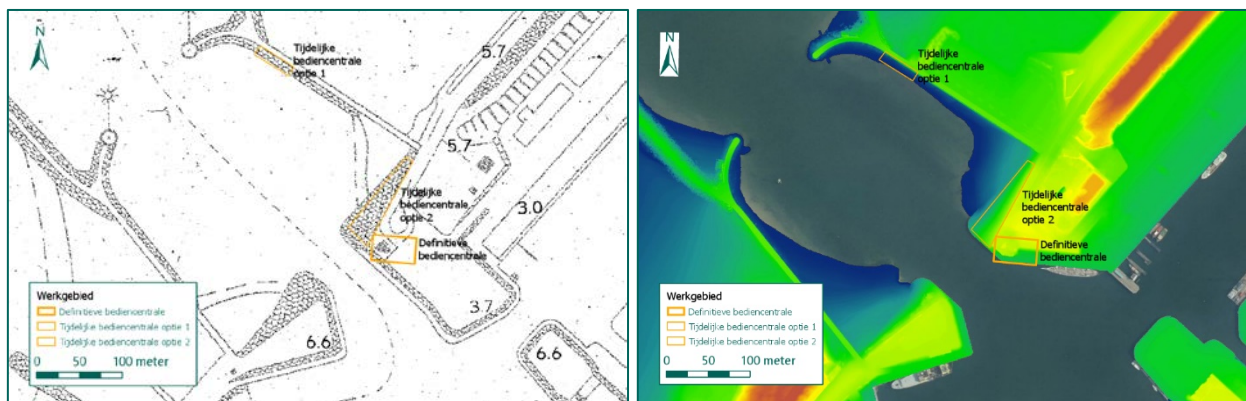 N
Tijdelijke
bediencentrale
optie 1
5.7
5.7
Tijdelijke
bediencentrale
optie 2
3.0
Definitieve
bediencentrale
3.7
6.6
6.6
Werkgebied
Definitieve bediencentrale
Tijdelijke bediencentrale optie 1
Tijdelijke bediencentrale optie 2
0 50 100 meter
N
Tijdelijke
bediencentrale
optie 1
Tijdelijke
bediencentrale
optie 2
Definitieve
bediencentrale
Werkgebied
Definitieve bediencentrale
Tijdelijke bediencentrale optie 1
Tijdelijke bediencentrale optie 2
0 50 100 meter